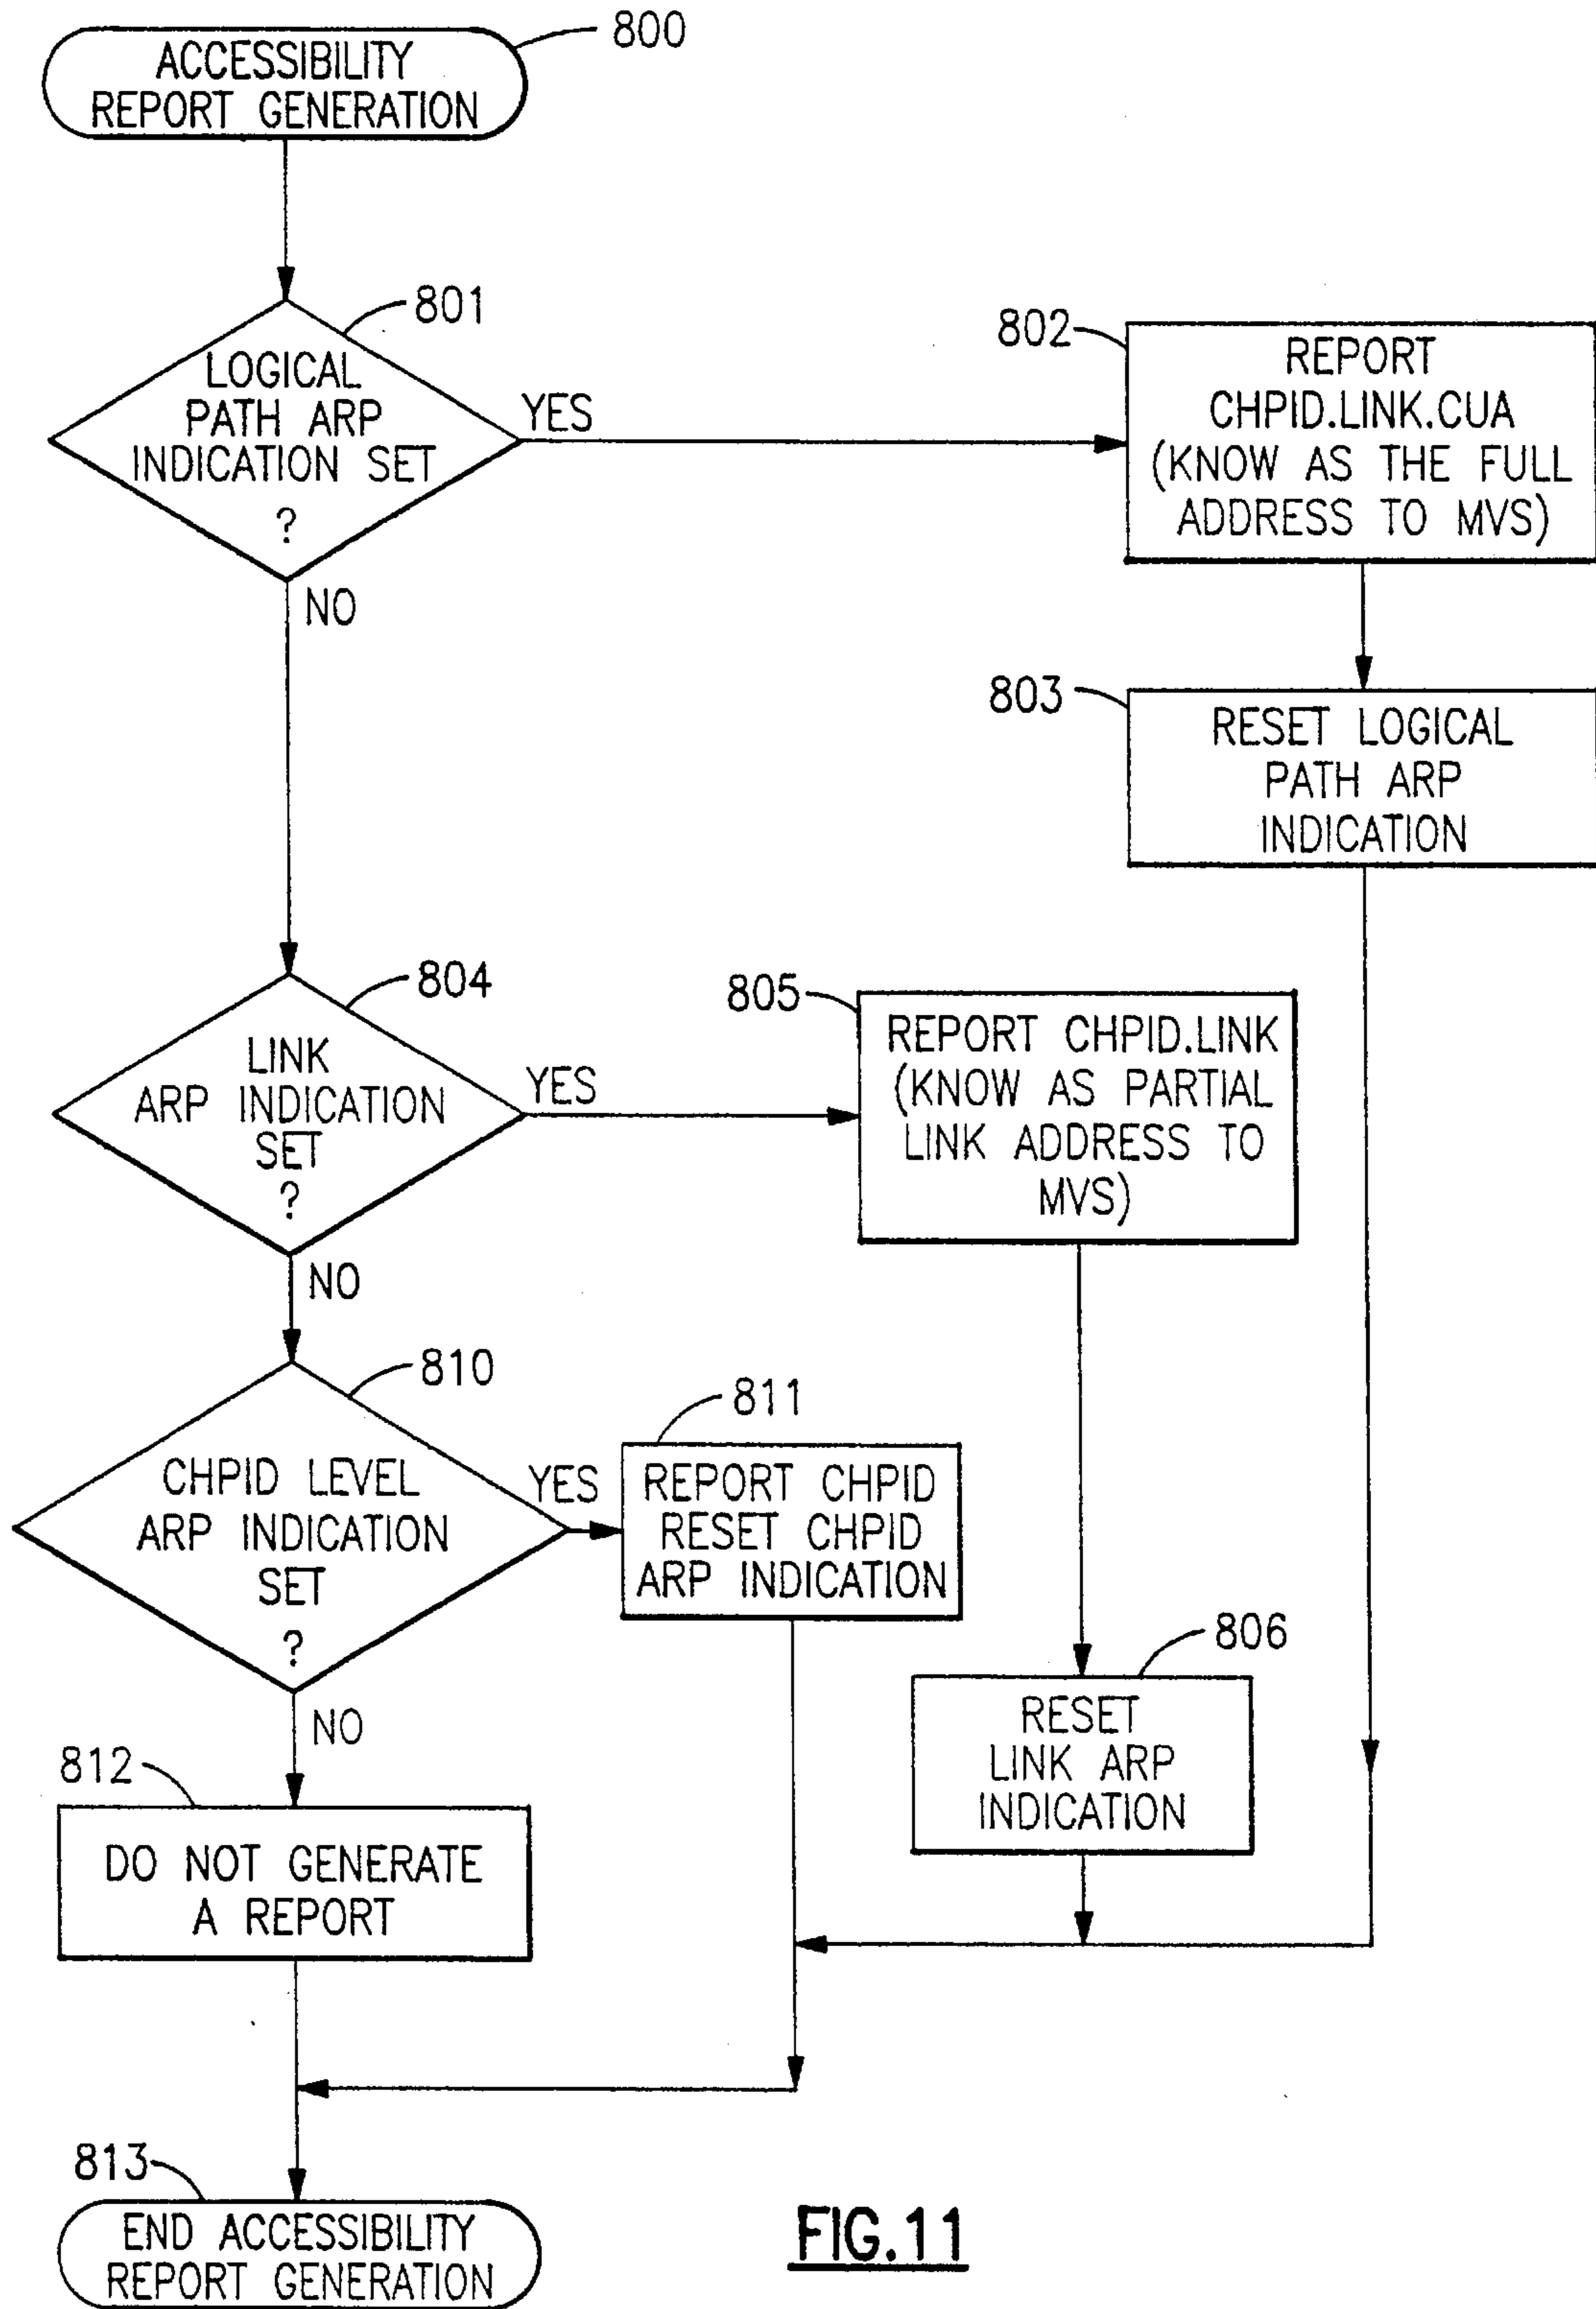 800
ACCESSIBILITY
REPORT GENERATION
801
LOGICAL
PATH ARP
INDICATION SET
?
YES
NO
802
REPORT
CHPID.LINK.CUA
(KNOW AS THE FULL
ADDRESS TO MVS)
803
RESET LOGICAL
PATH ARP
INDICATION
804
LINK
ARP INDICATION
SET
?
YES
NO
805
REPORT CHPID.LINK
(KNOW AS PARTIAL
LINK ADDRESS TO
MVS)
810
CHPID LEVEL
ARP INDICATION
SET
?
YES
NO
811
REPORT CHPID
RESET CHPID
ARP INDICATION
806
RESET
LINK ARP
INDICATION
812
DO NOT GENERATE
A REPORT
813
END ACCESSIBILITY
REPORT GENERATION
FIG.11